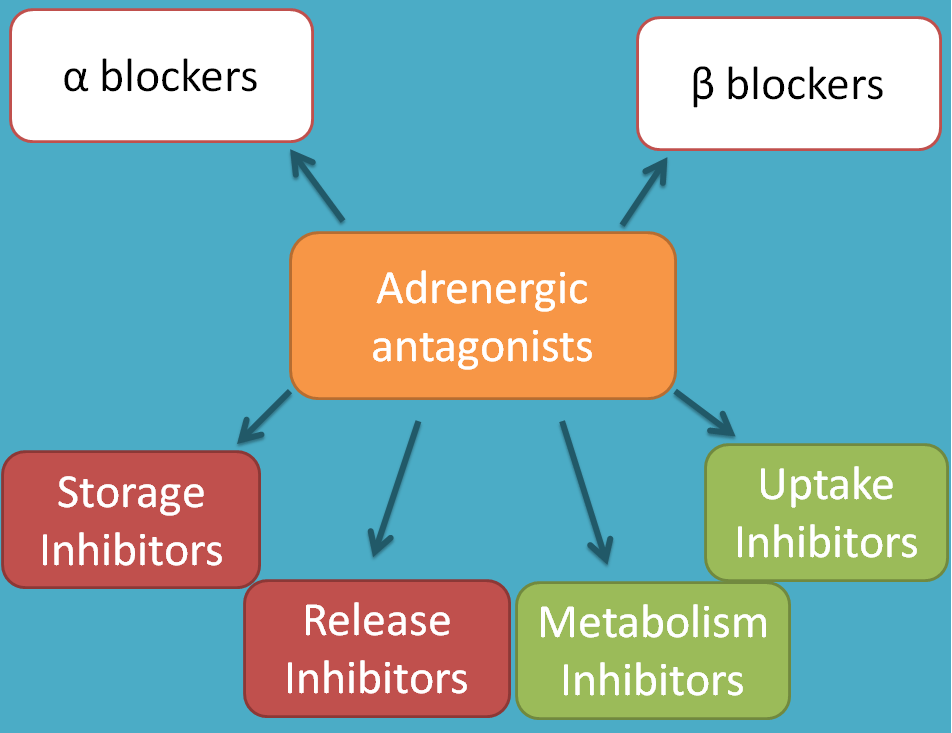 α blockers
β blockers
Adrenergic
antagonists
Storage
Inhibitors
Release
Inhibitors
Metabolism
Inhibitors
Uptake
Inhibitors